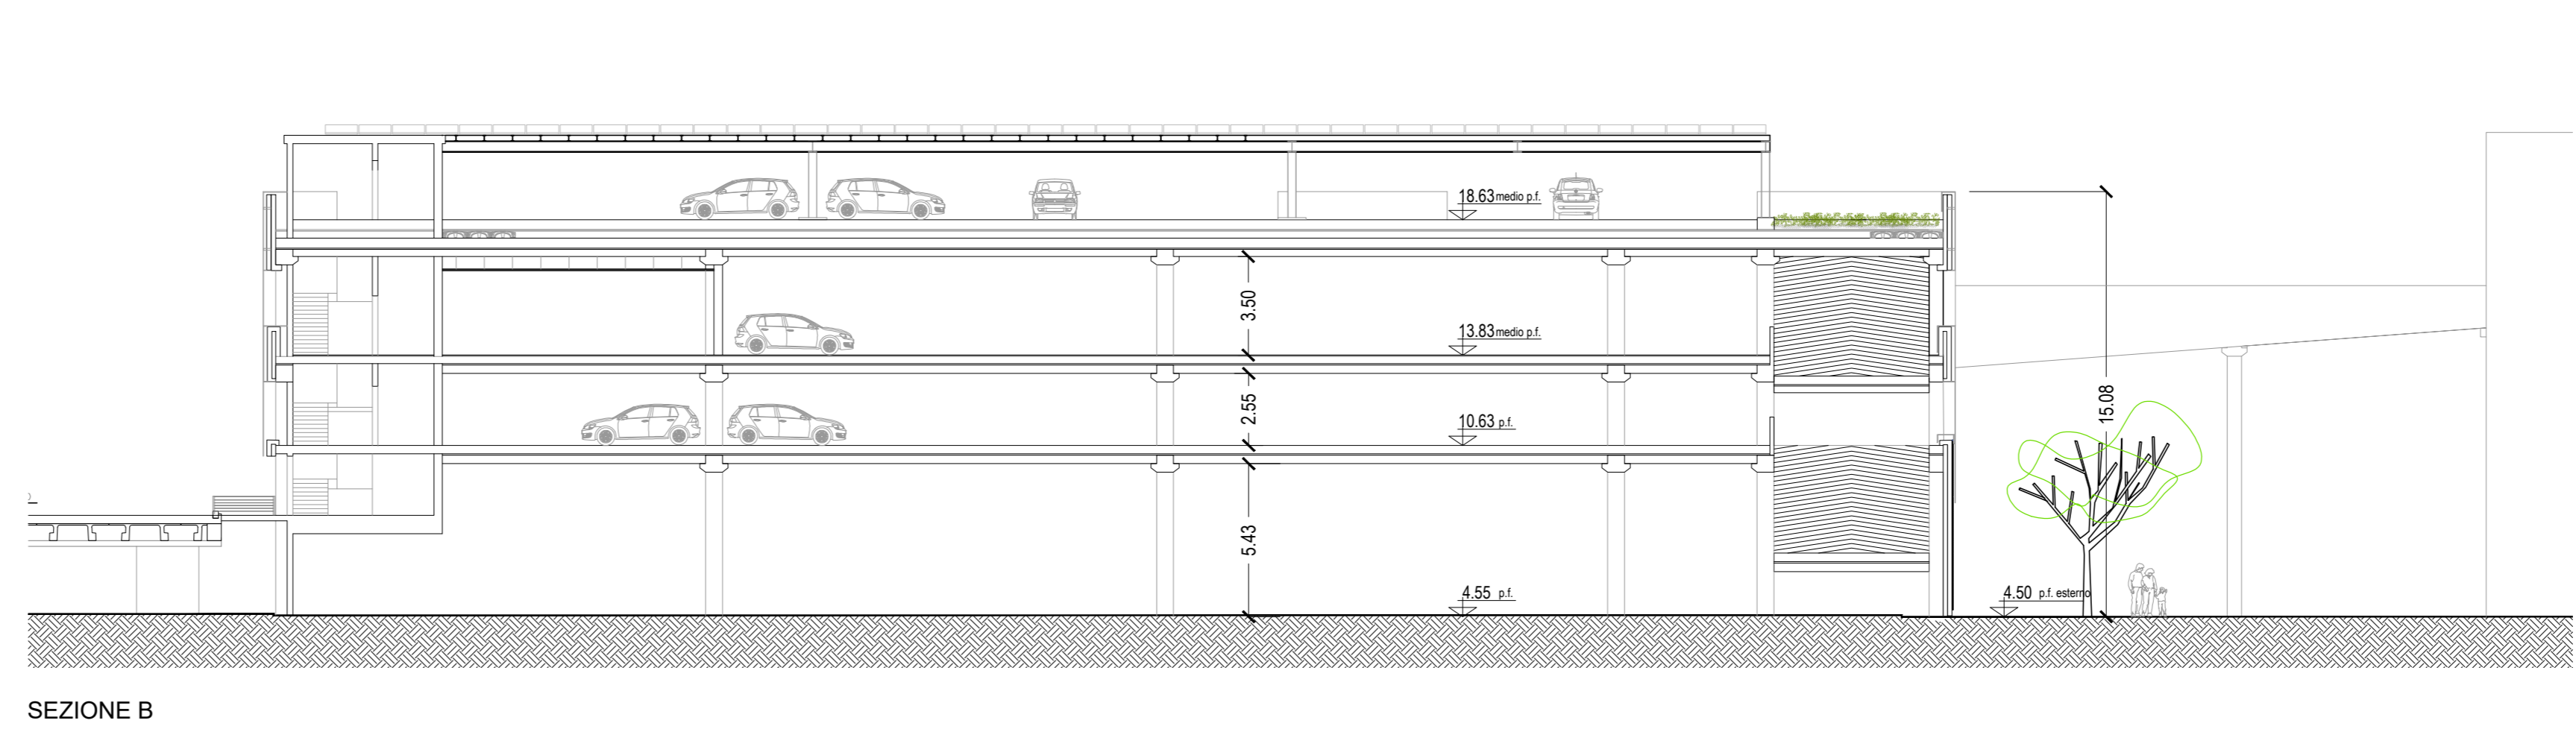 18.63 medio p.f.
3.50
13.83 medio p.f.
15.08
2.55
10.63 p.f.
5.43
4.55 p.f.
4.50 p.f. esterno
SEZIONE B